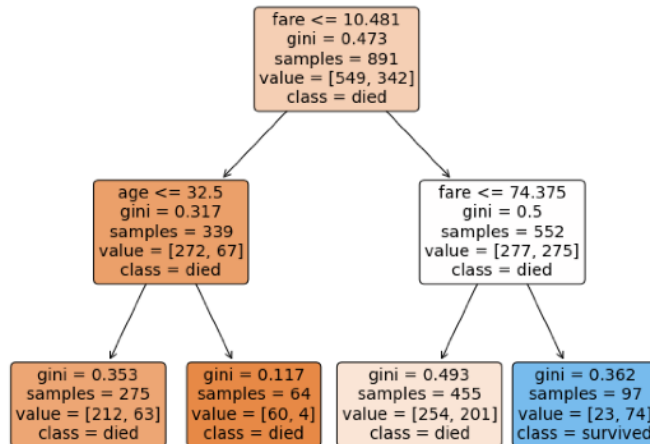 fare <= 10.481
gini = 0.473
samples = 891
value = [549, 342]
class = died
age <= 32.5
gini = 0.317
samples = 339
value = [272, 67]
class = died
fare <= 74.375
gini = 0.5
samples = 552
value = [277, 275]
class = died
gini = 0.353
samples = 275
value = [212, 63]
class = died
gini = 0.117
samples = 64
value = [60, 4]
class = died
gini = 0.493
samples = 455
value = [254, 201]
class = died
gini = 0.362
samples = 97
value = [23, 74]
class = survived